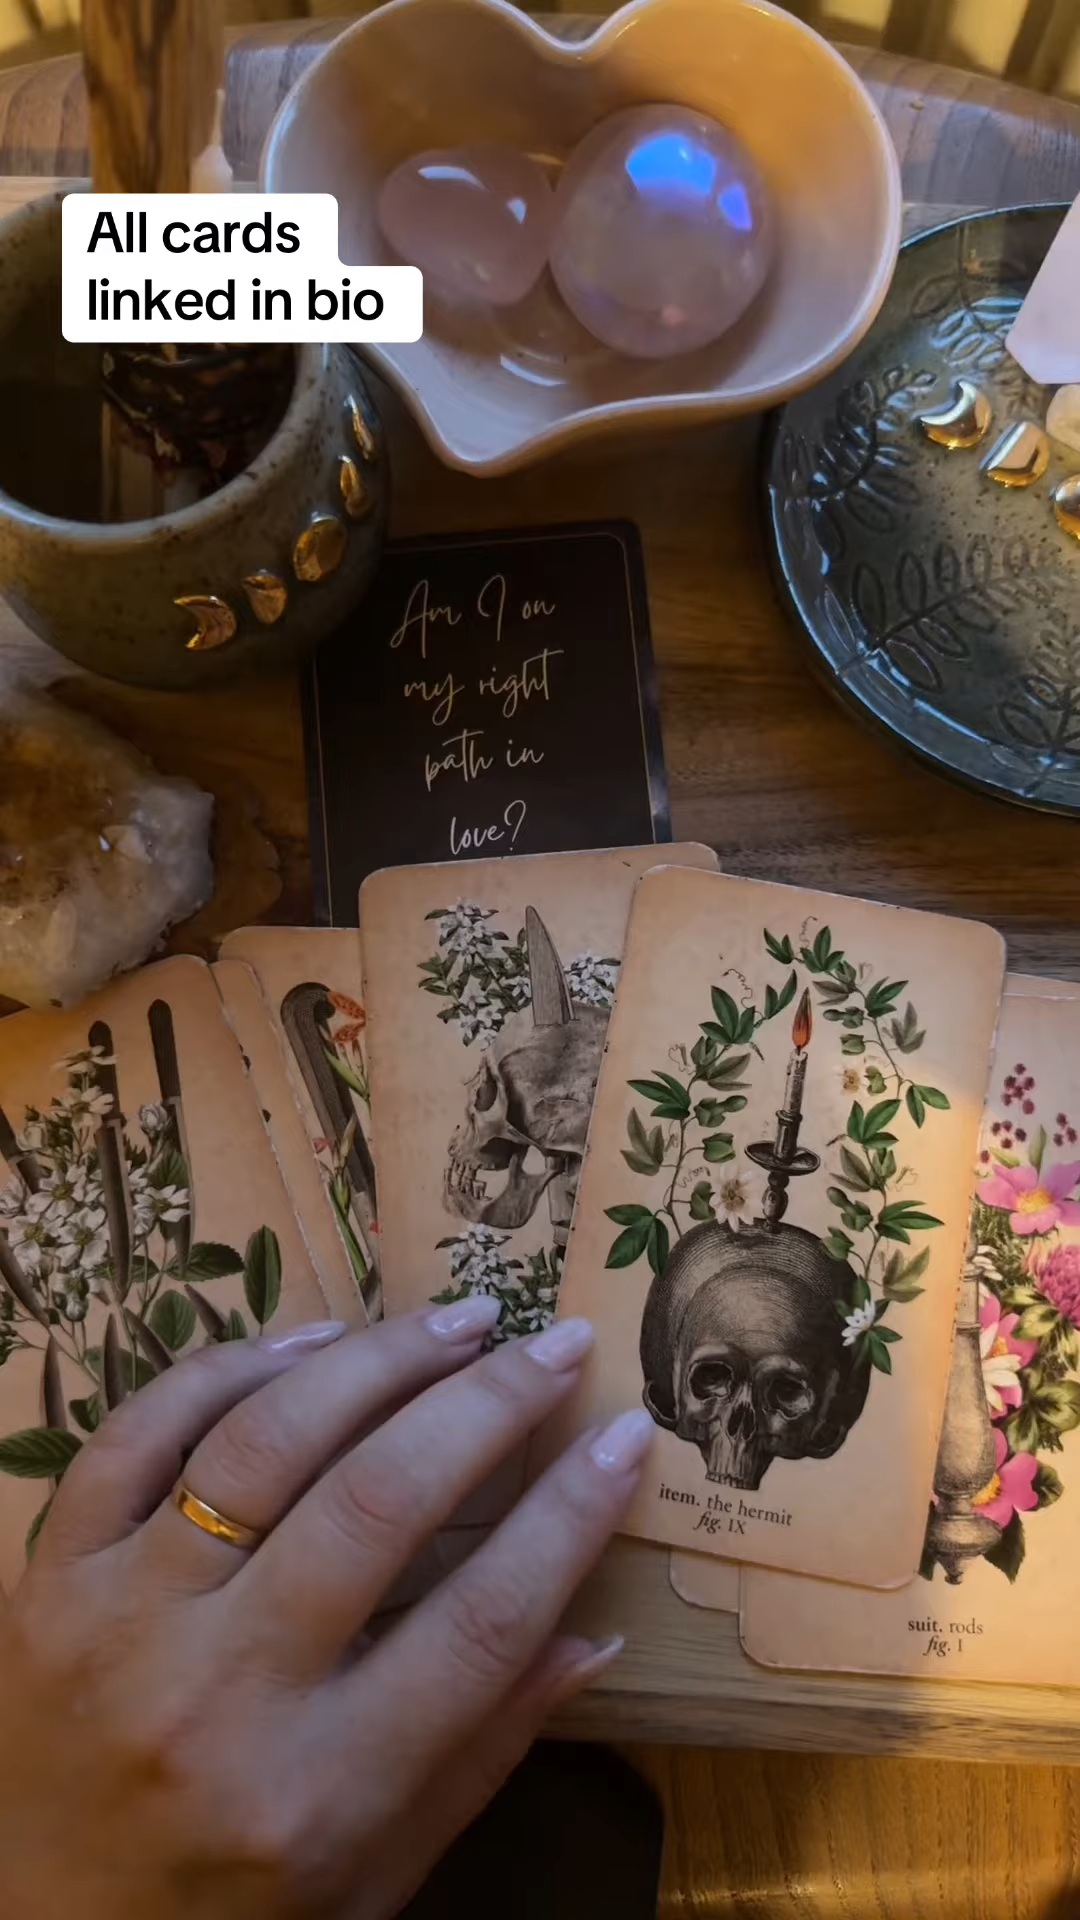 All cards
linked in bio
Am I on
my right
path in
love?
item. the hermit
fig. IX
suit. rods
fig. I